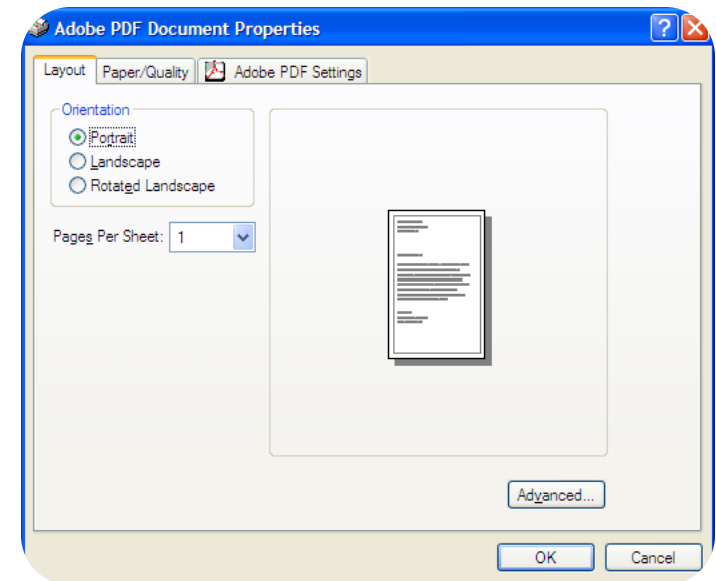 Adobe PDF Document Properties
Layout Paper/Quality Adobe PDF Settings
Orientation
Portrait
Landscape
Rotated Landscape
Pages Per Sheet: 1
Advanced...
OK Cancel